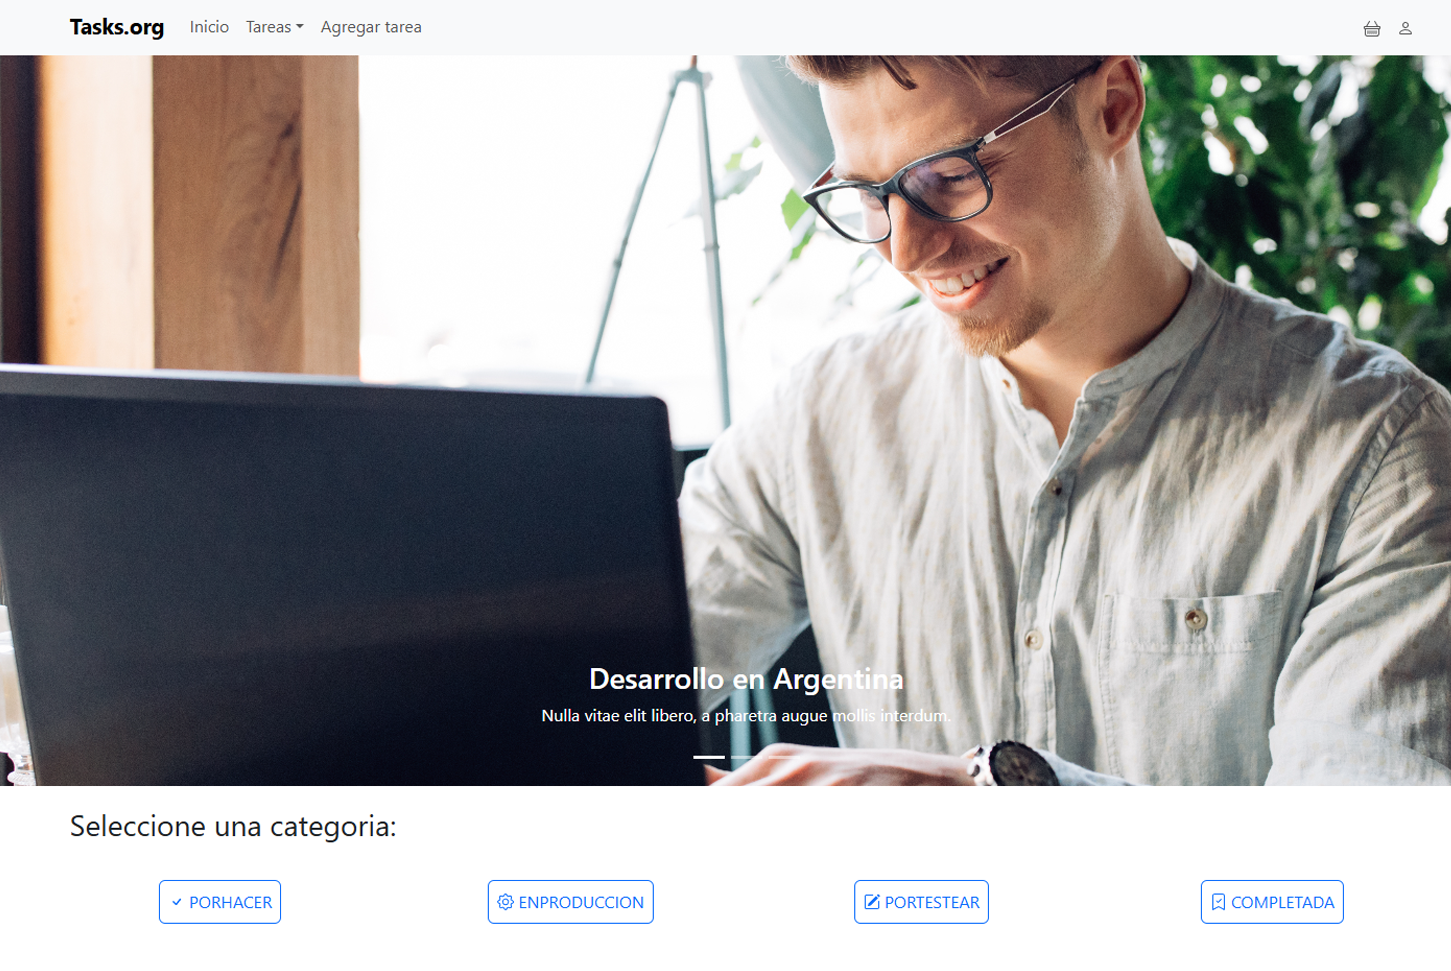 Tasks.org Inicio Tareas Agregar tarea
Desarrollo en Argentina
Nulla vitae elit libero, a pharetra augue mollis interdum.
Seleccione una categoria:
PORHACER ENPRODUCCION PORTESTEAR COMPLETADA